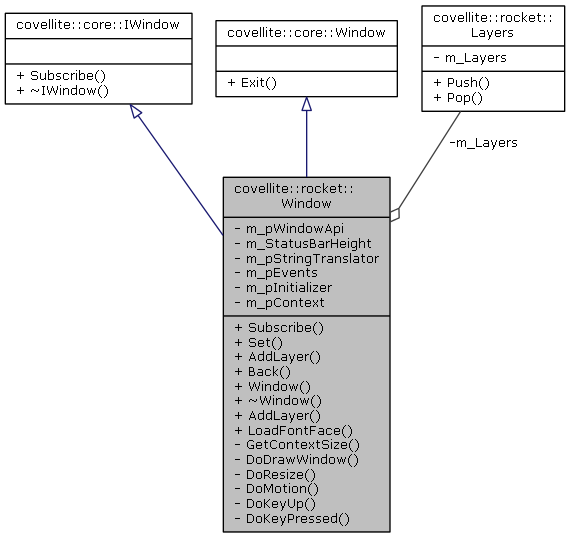 covellite::core::IWindow
+ Subscribe()
+ ~IWindow()
covellite::core::Window
+ Exit()
covellite::rocket::
Layers
- m_Layers
+ Push()
+ Pop()
-m_Layers
covellite::rocket::
Window
- m_pWindowApi
- m_StatusBarHeight
- m_pStringTranslator
- m_pEvents
- m_pInitializer
- m_pContext
+ Subscribe()
+ Set()
+ AddLayer()
+ Back()
+ Window()
+ ~Window()
+ AddLayer()
+ LoadFontFace()
- GetContextSize()
- DoDrawWindow()
- DoResize()
- DoMotion()
- DoKeyUp()
- DoKeyPressed()